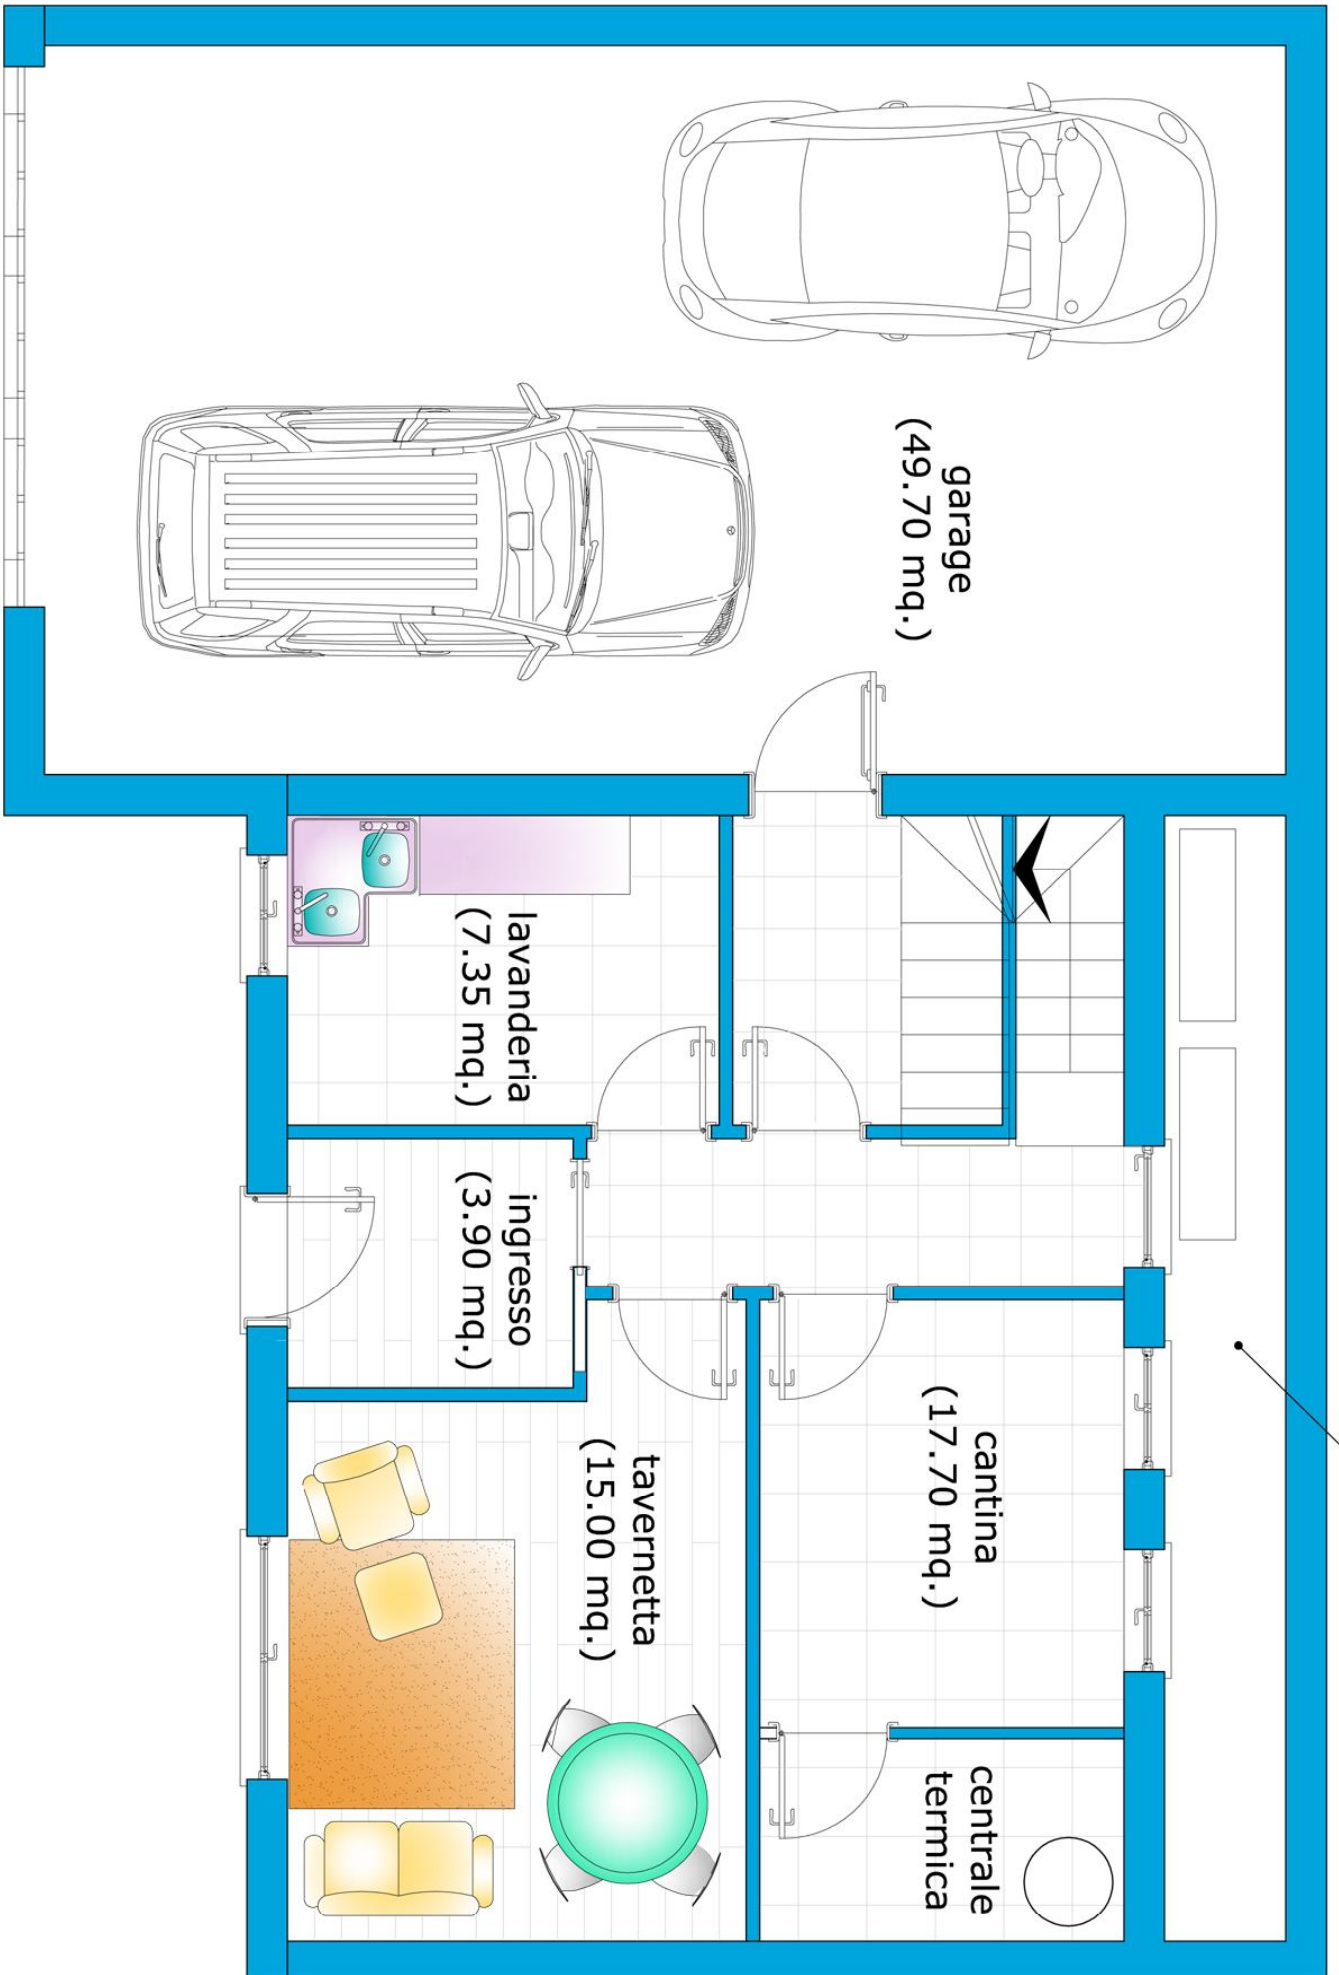 garage
(49.70 mq.)
lavanderia
(7.35 mq.)
ingresso
(3.90 mq.)
cantina
(17.70 mq.)
tavernetta
(15.00 mq.)
centrale
termica